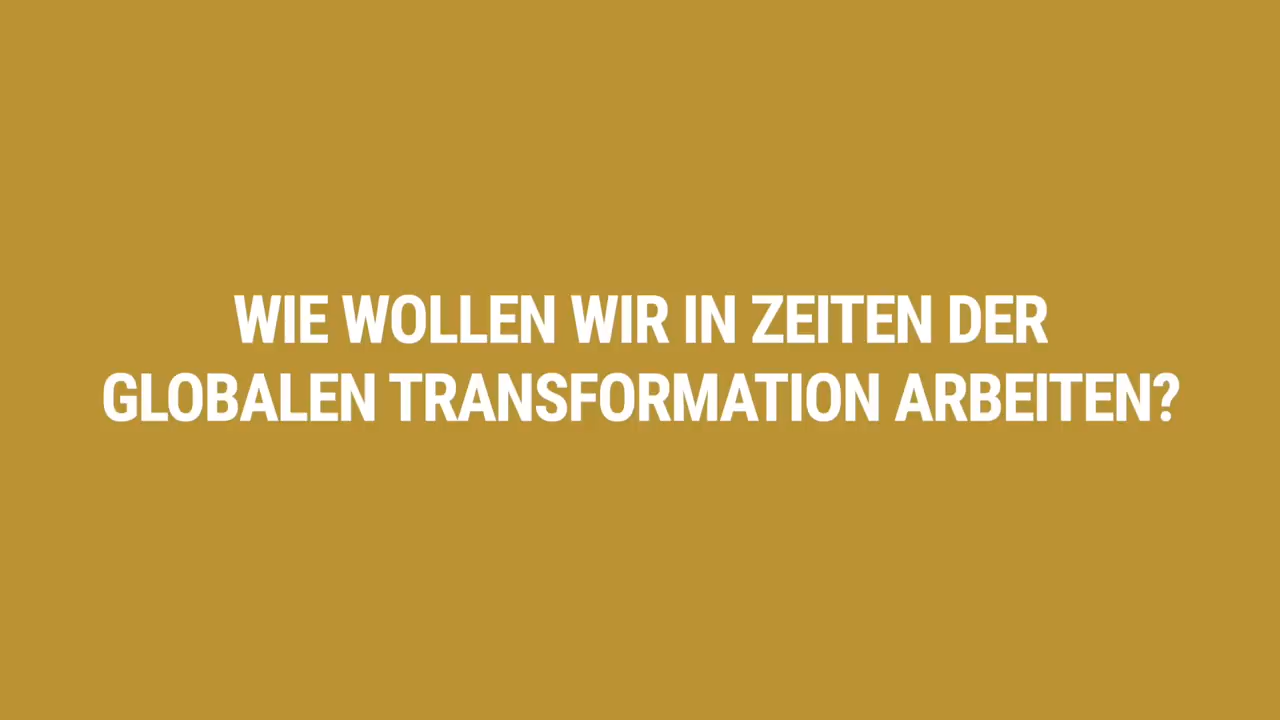 WIE WOLLEN WIR IN ZEITEN DER
GLOBALEN TRANSFORMATION ARBEITEN?